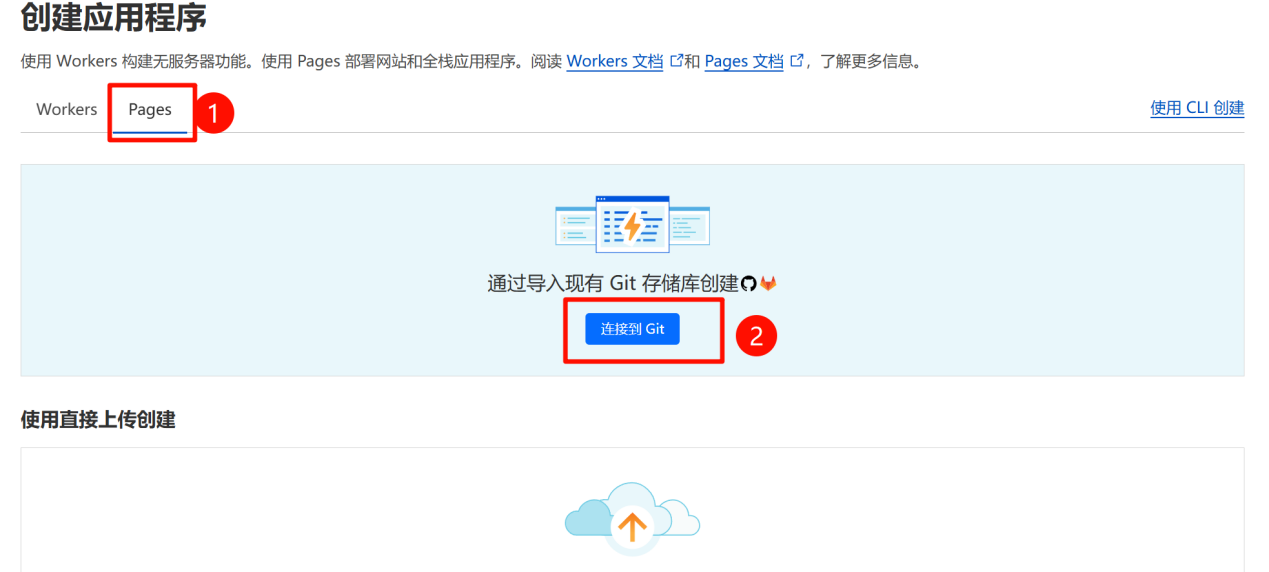 创建应用程序
使用 Workers 构建无服务器功能。使用 Pages 部署网站和全栈应用程序。阅读 Workers 文档 和 Pages 文档 ，了解更多信息。
Workers Pages 1 使用 CLI 创建
通过导入现有 Git 存储库创建
连接到 Git 2
使用直接上传创建